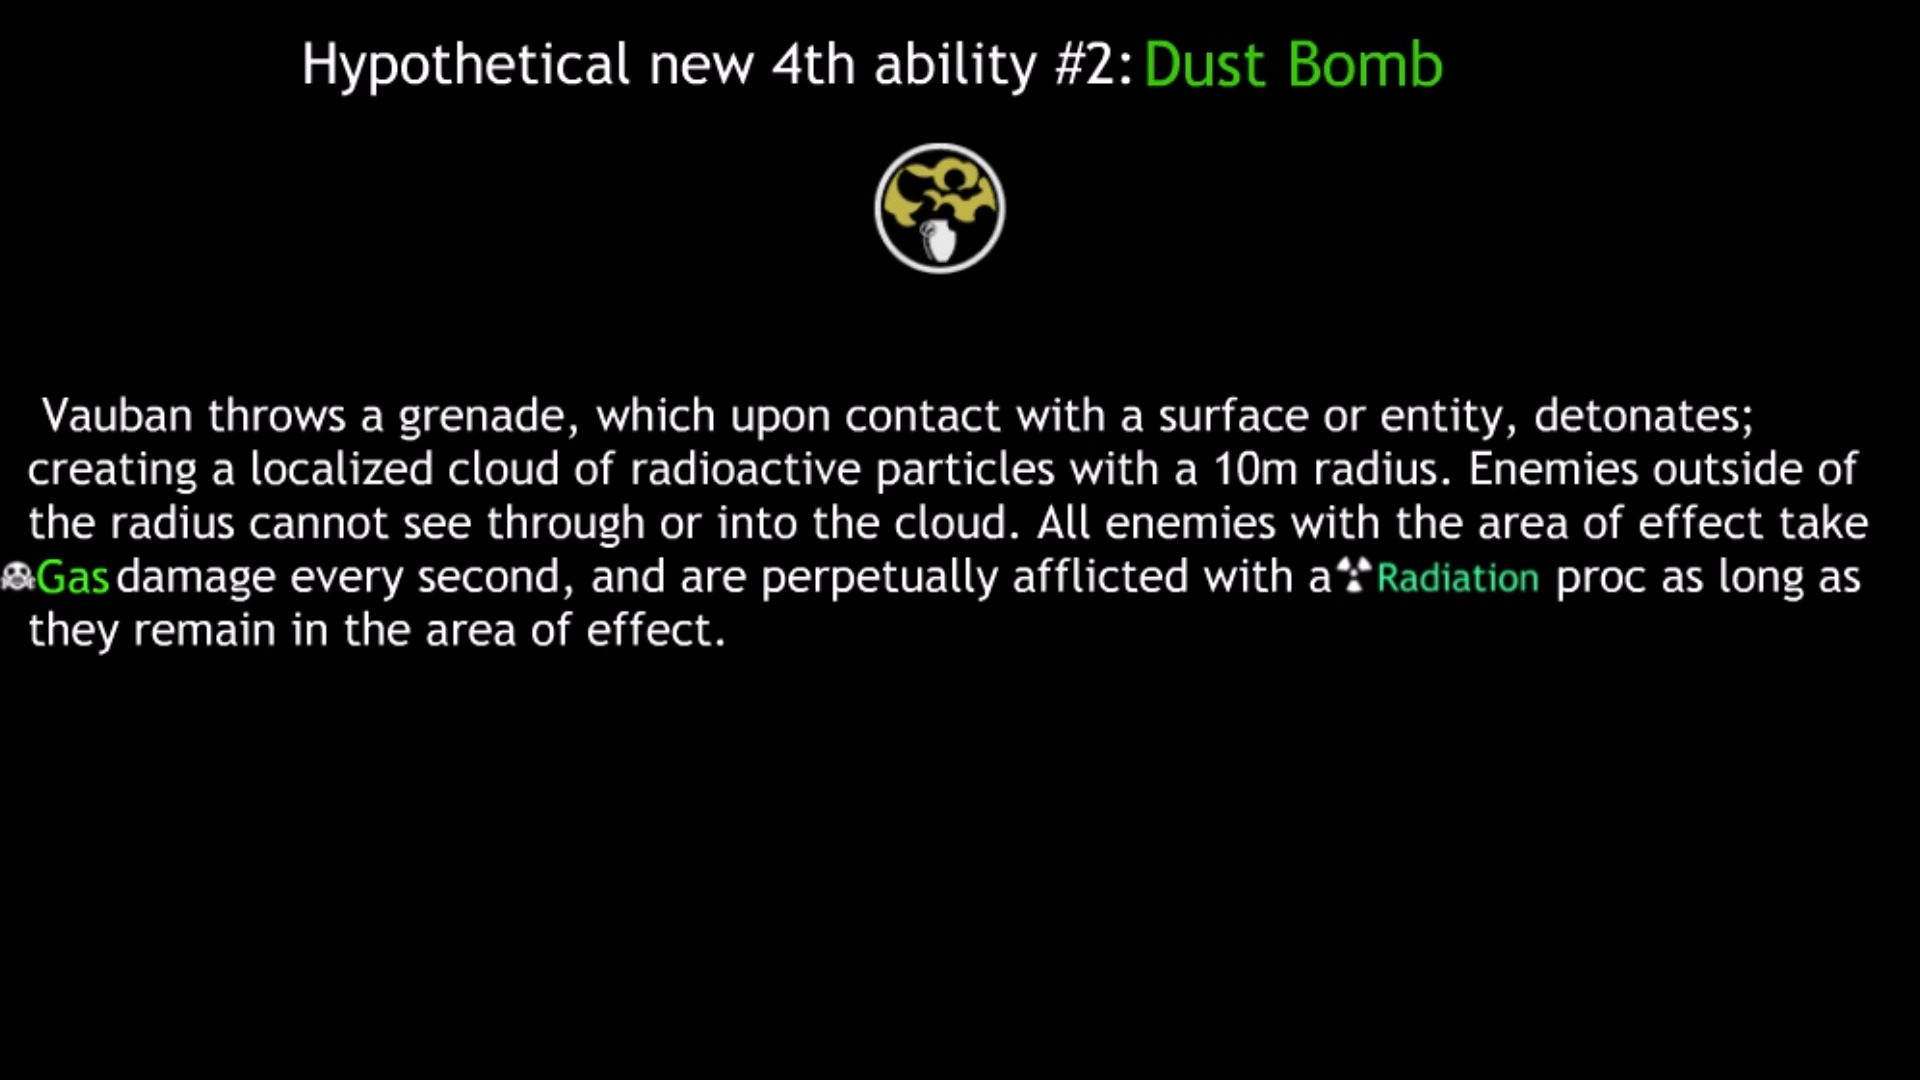 Hypothetical new 4th ability #2: Dust Bomb
Vauban throws a grenade, which upon contact with a surface or entity, detonates;
creating a localized cloud of radioactive particles with a 10m radius. Enemies outside of
the radius cannot see through or into the cloud. All enemies with the area of effect take
Gas damage every second, and are perpetually afflicted with a Radiation proc as long as
they remain in the area of effect.